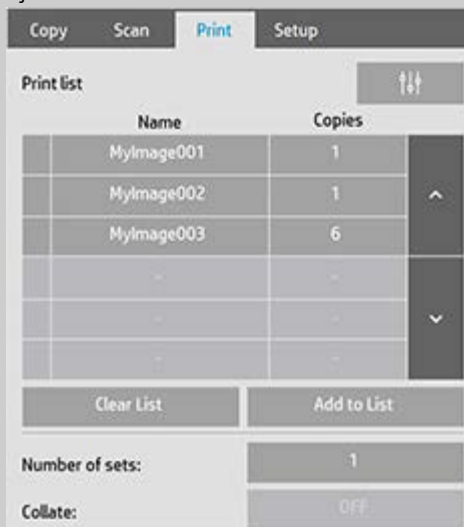 Copy Scan Print Setup
Print list
Name Copies
MyImage001 1
MyImage002 1
MyImage003 6
- -
- -
- -
Clear List Add to List
Number of sets: 1
Collate: OFF